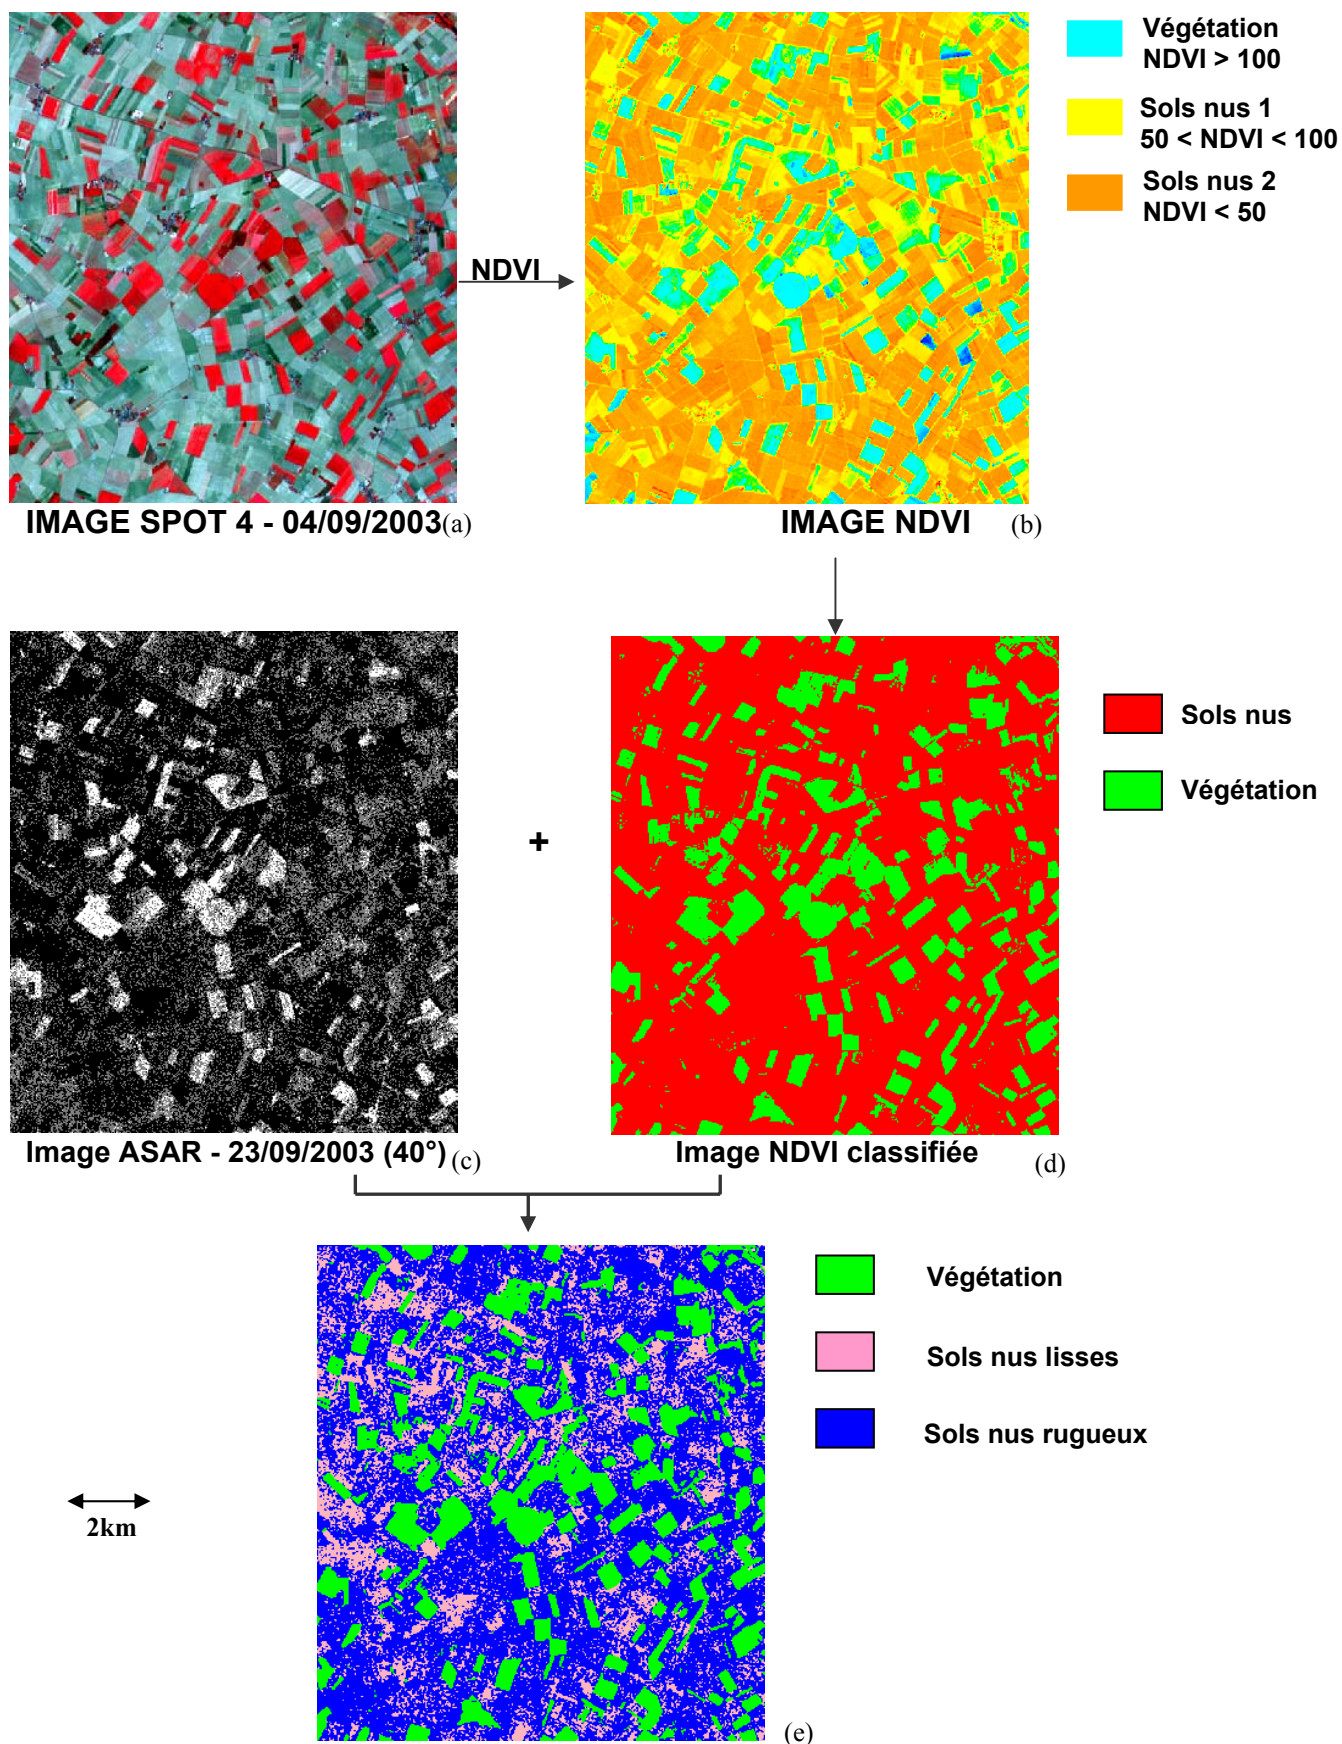 Végétation
NDVI > 100
Sols nus 1
50 < NDVI < 100
Sols nus 2
NDVI < 50
NDVI
IMAGE SPOT 4 - 04/09/2003 (a)
IMAGE NDVI (b)
Sols nus
Végétation
+
Image ASAR - 23/09/2003 (40°) (c)
Image NDVI classifiée (d)
Végétation
Sols nus lisses
Sols nus rugueux
2km
(e)